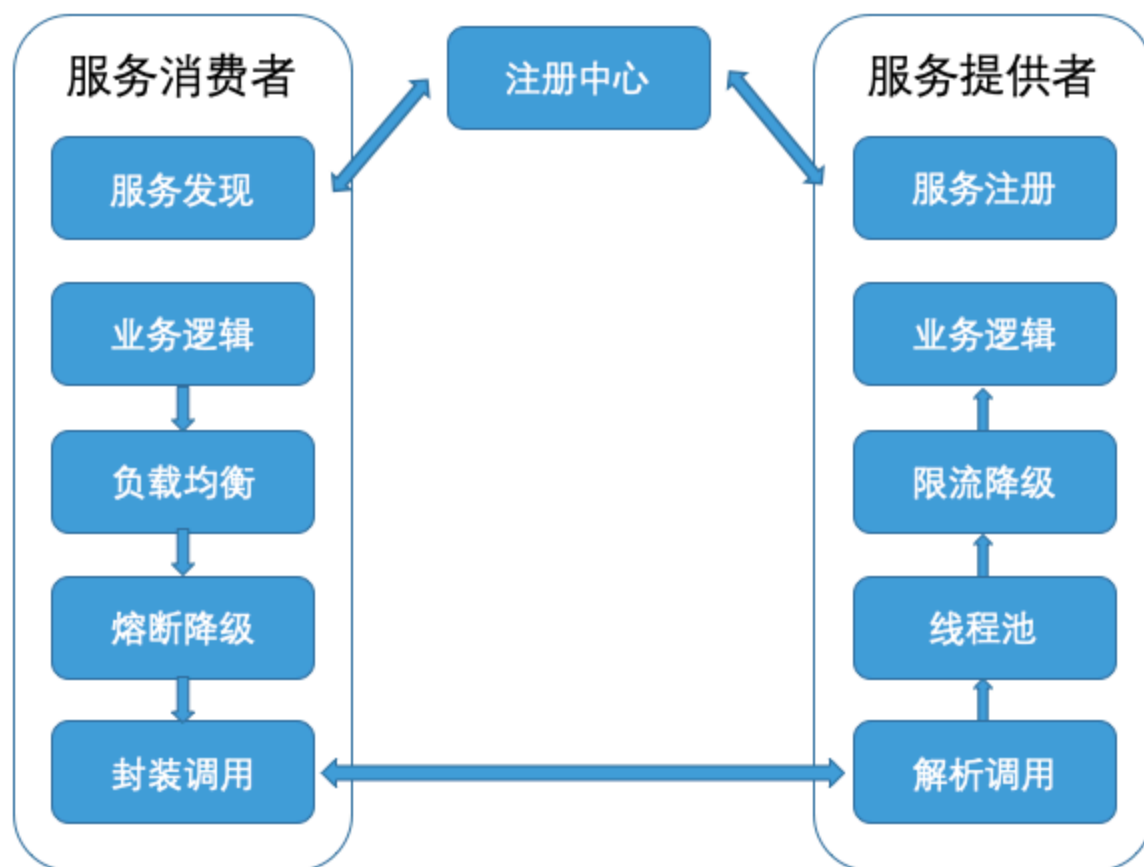 服务消费者
服务发现
业务逻辑
负载均衡
熔断降级
封装调用
注册中心
服务提供者
服务注册
业务逻辑
限流降级
线程池
解析调用